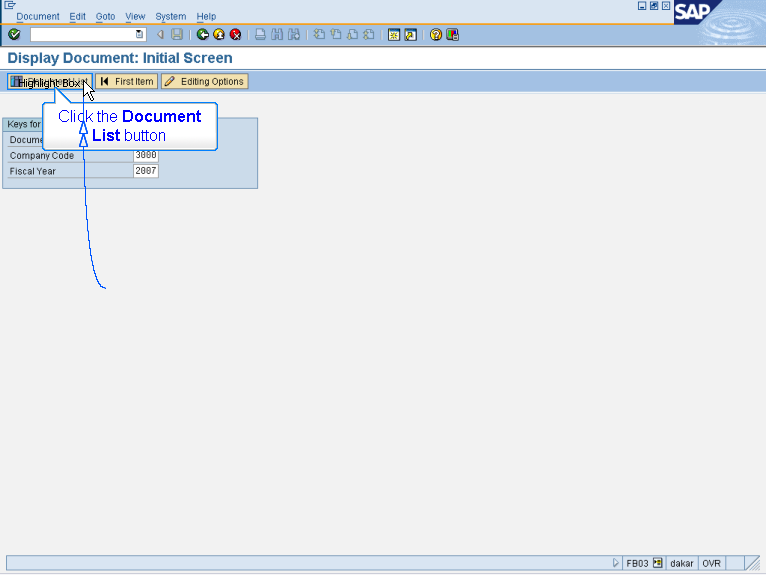 Document Edit Goto View System Help
SAP
Display Document: Initial Screen
Highlight Box
First Item
Editing Options
Click the Document
List button
Keys for
Docume
Company Code 3000
Fiscal Year 2007
FB03 dakar OVR